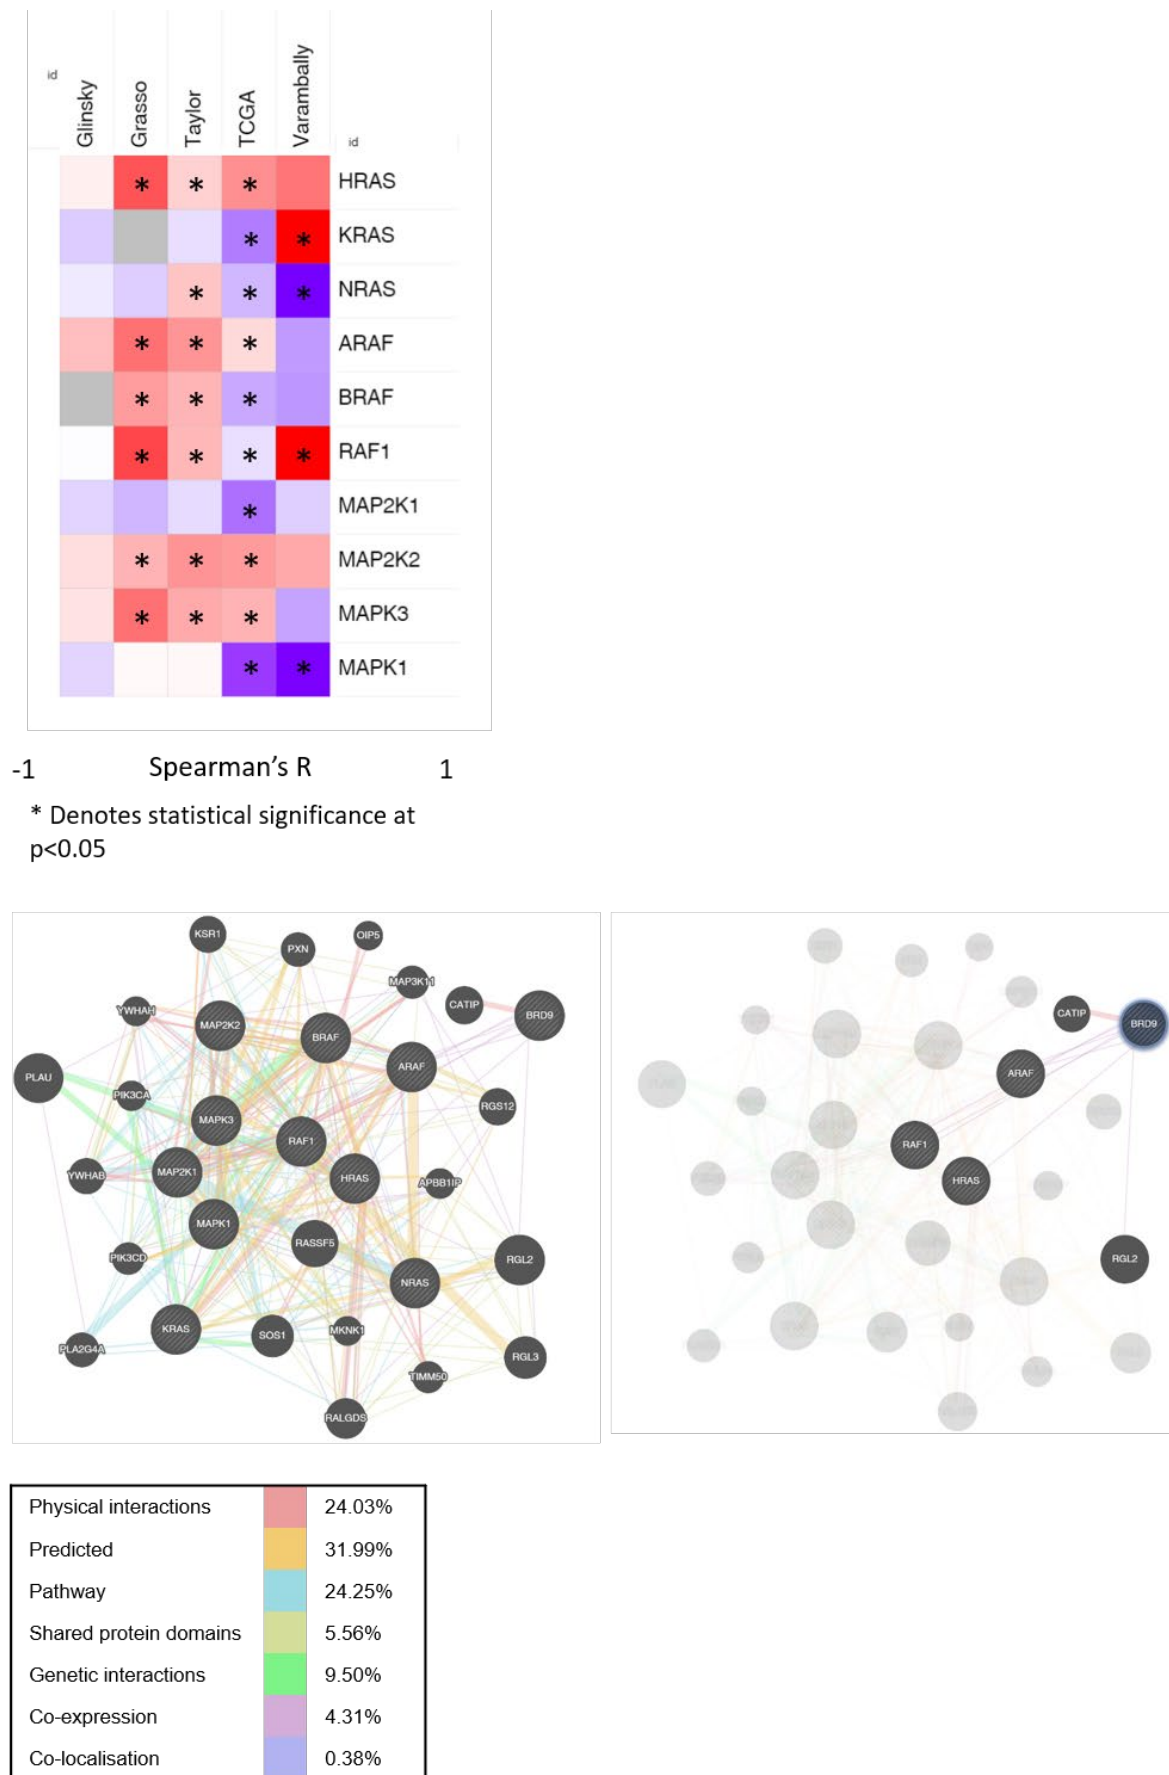 id
Glinsky
Grasso
Taylor
TCGA
Varambally
id
* * * HRAS
* * KRAS
* * * NRAS
* * * ARAF
* * * BRAF
* * * * RAF1
* MAP2K1
* * * MAP2K2
* * * MAPK3
* * MAPK1
-1 Spearman's R 1
* Denotes statistical significance at
p<0.05
KSR1
PXN
OIP5
MAP3K11
CATIP
BRD9
YWHAH
MAP2K2
BRAF
ARAF
PLAU
PIK3CA
RGS12
MAPK3
RAF1
YWHAB
MAP2K1
HRAS
APBB1IP
MAPK1
RASSF5
PIK3CD
RGL2
NRAS
KRAS
SOS1
MKNK1
PLA2G4A
RGL3
TIMM50
RALGDS
CATIP
BRD9
ARAF
RAF1
HRAS
RGL2
Physical interactions 24.03%
Predicted 31.99%
Pathway 24.25%
Shared protein domains 5.56%
Genetic interactions 9.50%
Co-expression 4.31%
Co-localisation 0.38%